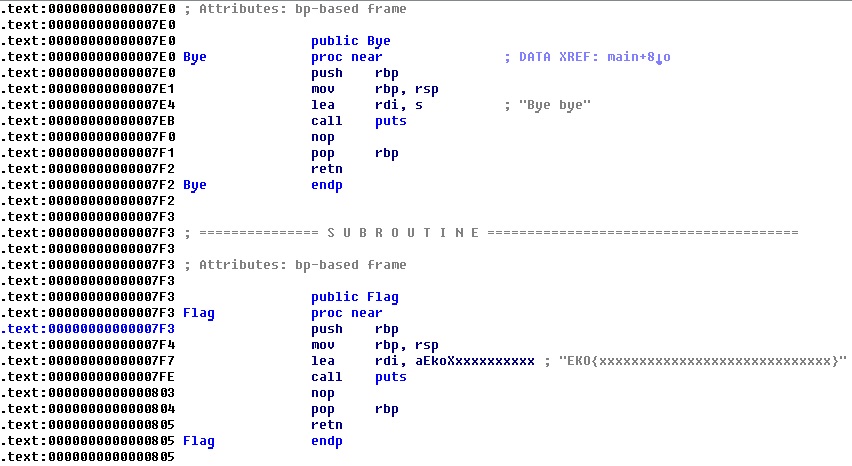 .text:00000000000007E0 ; Attributes: bp-based frame
.text:00000000000007E0
.text:00000000000007E0 public Bye
.text:00000000000007E0 Bye proc near ; DATA XREF: main+8↓o
.text:00000000000007E0 push rbp
.text:00000000000007E1 mov rbp, rsp
.text:00000000000007E4 lea rdi, s ; "Bye bye"
.text:00000000000007EB call puts
.text:00000000000007F0 nop
.text:00000000000007F1 pop rbp
.text:00000000000007F2 retn
.text:00000000000007F2 Bye endp
.text:00000000000007F2
.text:00000000000007F3
.text:00000000000007F3 ; =============== S U B R O U T I N E =======================================
.text:00000000000007F3
.text:00000000000007F3 ; Attributes: bp-based frame
.text:00000000000007F3
.text:00000000000007F3 public Flag
.text:00000000000007F3 Flag proc near
.text:00000000000007F3 push rbp
.text:00000000000007F4 mov rbp, rsp
.text:00000000000007F7 lea rdi, aEkoXxxxxxxxxxx ; "EKO{xxxxxxxxxxxxxxxxxxxxxxxxxxxxxx}"
.text:00000000000007FE call puts
.text:0000000000000803 nop
.text:0000000000000804 pop rbp
.text:0000000000000805 retn
.text:0000000000000805 Flag endp
.text:0000000000000805